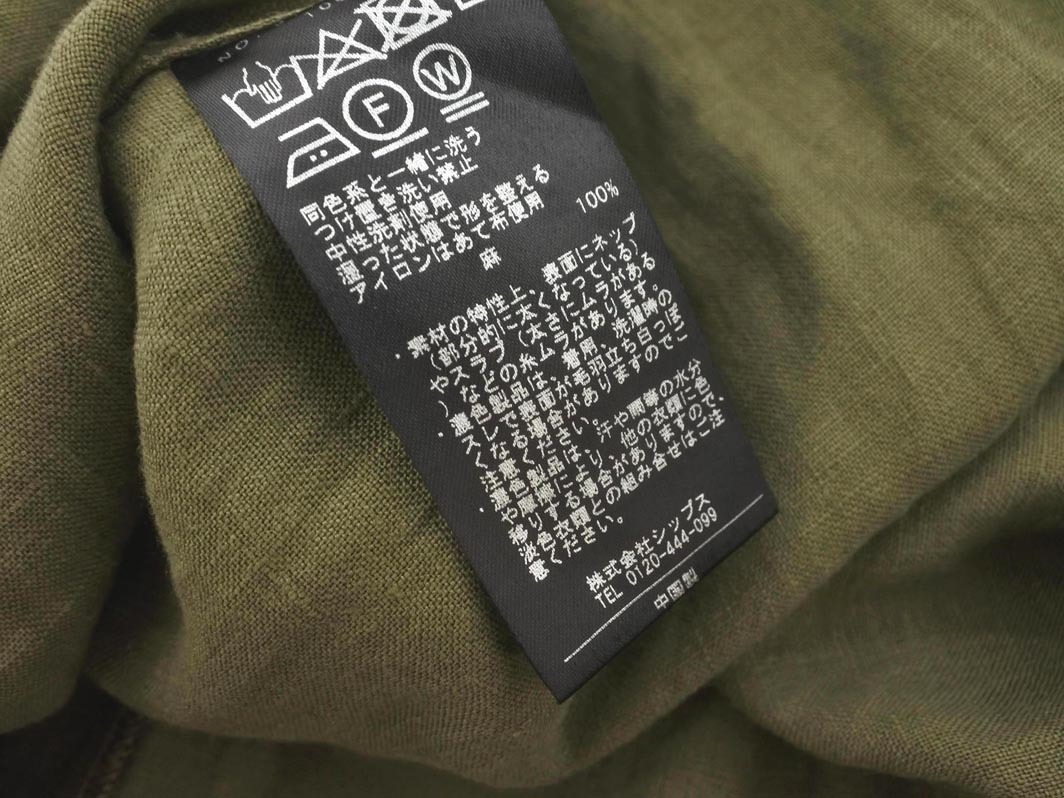 NO. 100
F
W
同色系と一緒に洗う
つけ置き洗い禁止
中性洗剤使用
湿った状態で形を整える
アイロンはあて布使用
麻 100%
・素材の特性上、表面にネップ
(部分的に太くなっている)
やスラブ(太さにムラがある
)などの糸ムラがあります。
・濃色製品は、着用、洗濯時の
スレで表面が毛羽立ち白っぽ
くなる場合がありますのでご
注意ください。
・濃色製品は、汗や雨等の水分
や摩擦により、他の衣類に色
移りする場合がありますので、
淡色衣類との組み合せはご注
意ください。
株式会社シップス
TEL 0120-444-099
中国製